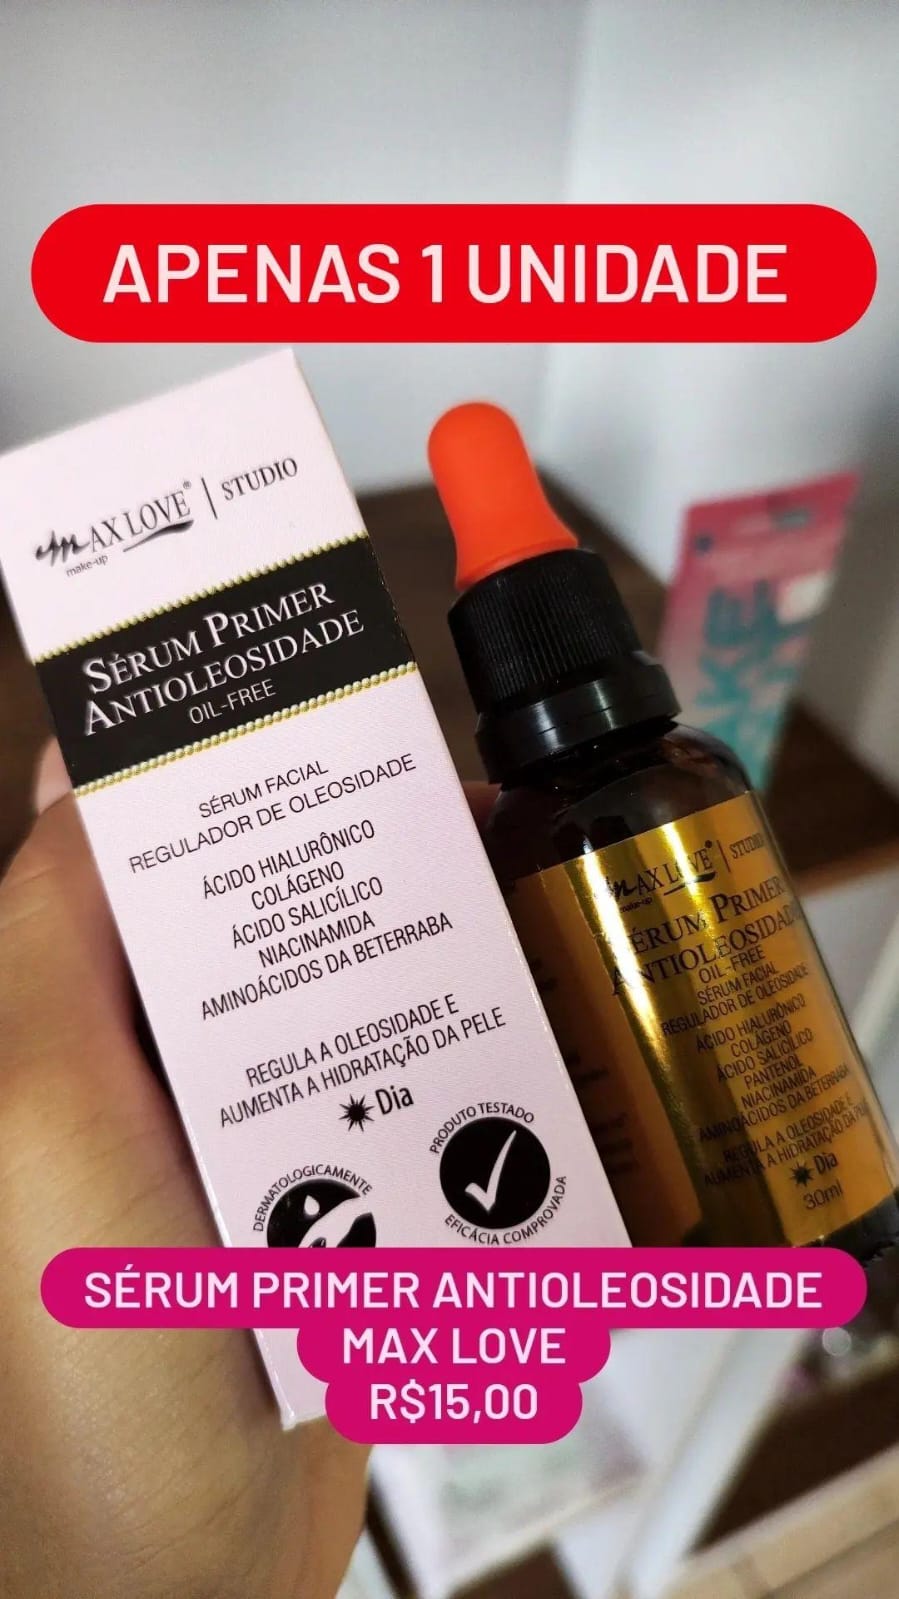 APENAS 1 UNIDADE
MAX LOVE® | STUDIO
make-up
SÉRUM PRIMER
ANTIOLEOSIDADE
OIL-FREE
SÉRUM FACIAL
REGULADOR DE OLEOSIDADE
ÁCIDO HIALURÔNICO
COLÁGENO
ÁCIDO SALICÍLICO
NIACINAMIDA
AMINOÁCIDOS DA BETERRABA
REGULA A OLEOSIDADE E
AUMENTA A HIDRATAÇÃO DA PELE
Dia
DERMATOLOGICAMENTE
PRODUTO TESTADO
EFICÁCIA COMPROVADA
MAX LOVE® | STUDIO
make-up
SÉRUM PRIMER
ANTIOLEOSIDADE
OIL-FREE
SÉRUM FACIAL
REGULADOR DE OLEOSIDADE
ÁCIDO HIALURÔNICO
COLÁGENO
ÁCIDO SALICÍLICO
PANTENOL
NIACINAMIDA
AMINOÁCIDOS DA BETERRABA
REGULA A OLEOSIDADE E
AUMENTA A HIDRATAÇÃO DA
Dia
30ml
SÉRUM PRIMER ANTIOLEOSIDADE
MAX LOVE
R$15,00